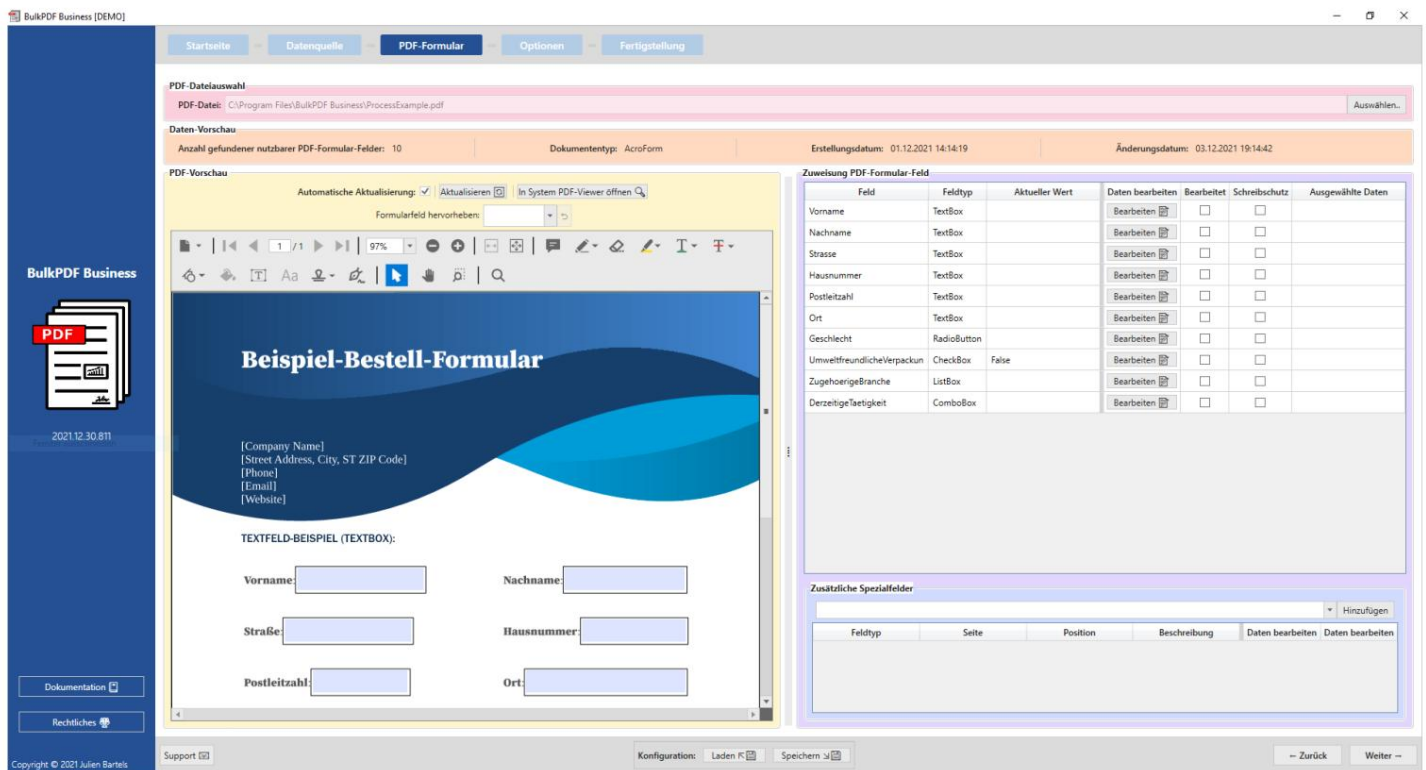 BulkPDF Business [DEMO]
Startseite
Datenquelle
PDF-Formular
Optionen
Fertigstellung
PDF-Dateiauswahl
PDF-Datei: C:\Program Files\BulkPDF Business\ProcessExample.pdf Auswählen..
Daten-Vorschau
Anzahl gefundener nutzbarer PDF-Formular-Felder: 10 Dokumententyp: AcroForm Erstellungsdatum: 01.12.2021 14:14:19 Änderungsdatum: 03.12.2021 19:14:42
BulkPDF Business
PDF
2021.12.30.811
Dokumentation
Rechtliches
Copyright © 2021 Julien Bartels
PDF-Vorschau
Automatische Aktualisierung: Aktualisieren In System PDF-Viewer öffnen
Formularfeld hervorheben:
1 / 1 97%
Aa
Beispiel-Bestell-Formular
[Company Name]
[Street Address, City, ST ZIP Code]
[Phone]
[Email]
[Website]
TEXTFELD-BEISPIEL (TEXTBOX):
Vorname: Nachname:
Straße: Hausnummer:
Postleitzahl: Ort:
Zuweisung PDF-Formular-Feld
Feld Feldtyp Aktueller Wert Daten bearbeiten Bearbeitet Schreibschutz Ausgewählte Daten
Vorname TextBox Bearbeiten
Nachname TextBox Bearbeiten
Strasse TextBox Bearbeiten
Hausnummer TextBox Bearbeiten
Postleitzahl TextBox Bearbeiten
Ort TextBox Bearbeiten
Geschlecht RadioButton Bearbeiten
UmweltfreundlicheVerpackun CheckBox False Bearbeiten
ZugehoerigeBranche ListBox Bearbeiten
DerzeitigeTaetigkeit ComboBox Bearbeiten
Zusätzliche Spezialfelder
Hinzufügen
Feldtyp Seite Position Beschreibung Daten bearbeiten Daten bearbeiten
Support Konfiguration: Laden Speichern Zurück Weiter